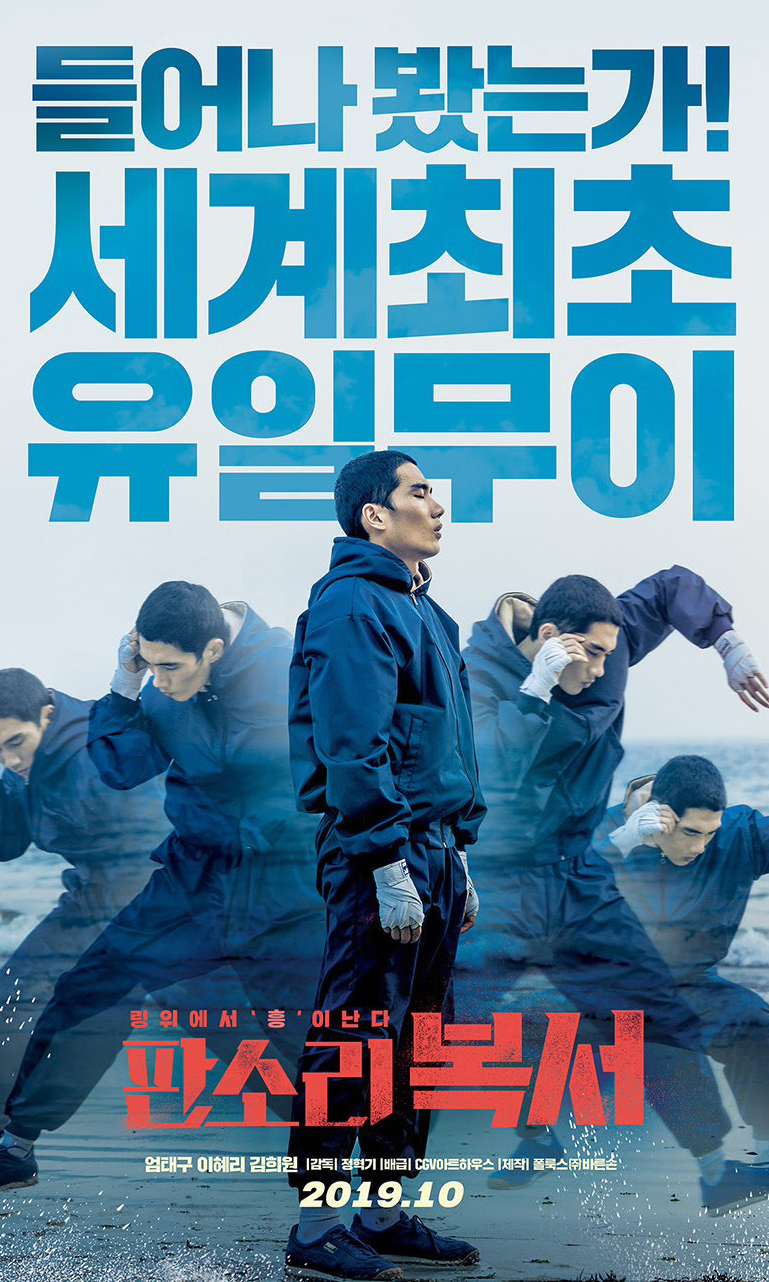 들어나 봤는가!
세계최초
유일무이
링 위에서 '흥'이 난다
판소리 복서
엄태구 이혜리 김희원 |감독| 정혁기 |배급| CGV아트하우스 |제작| 폴룩스㈜바른손
2019.10